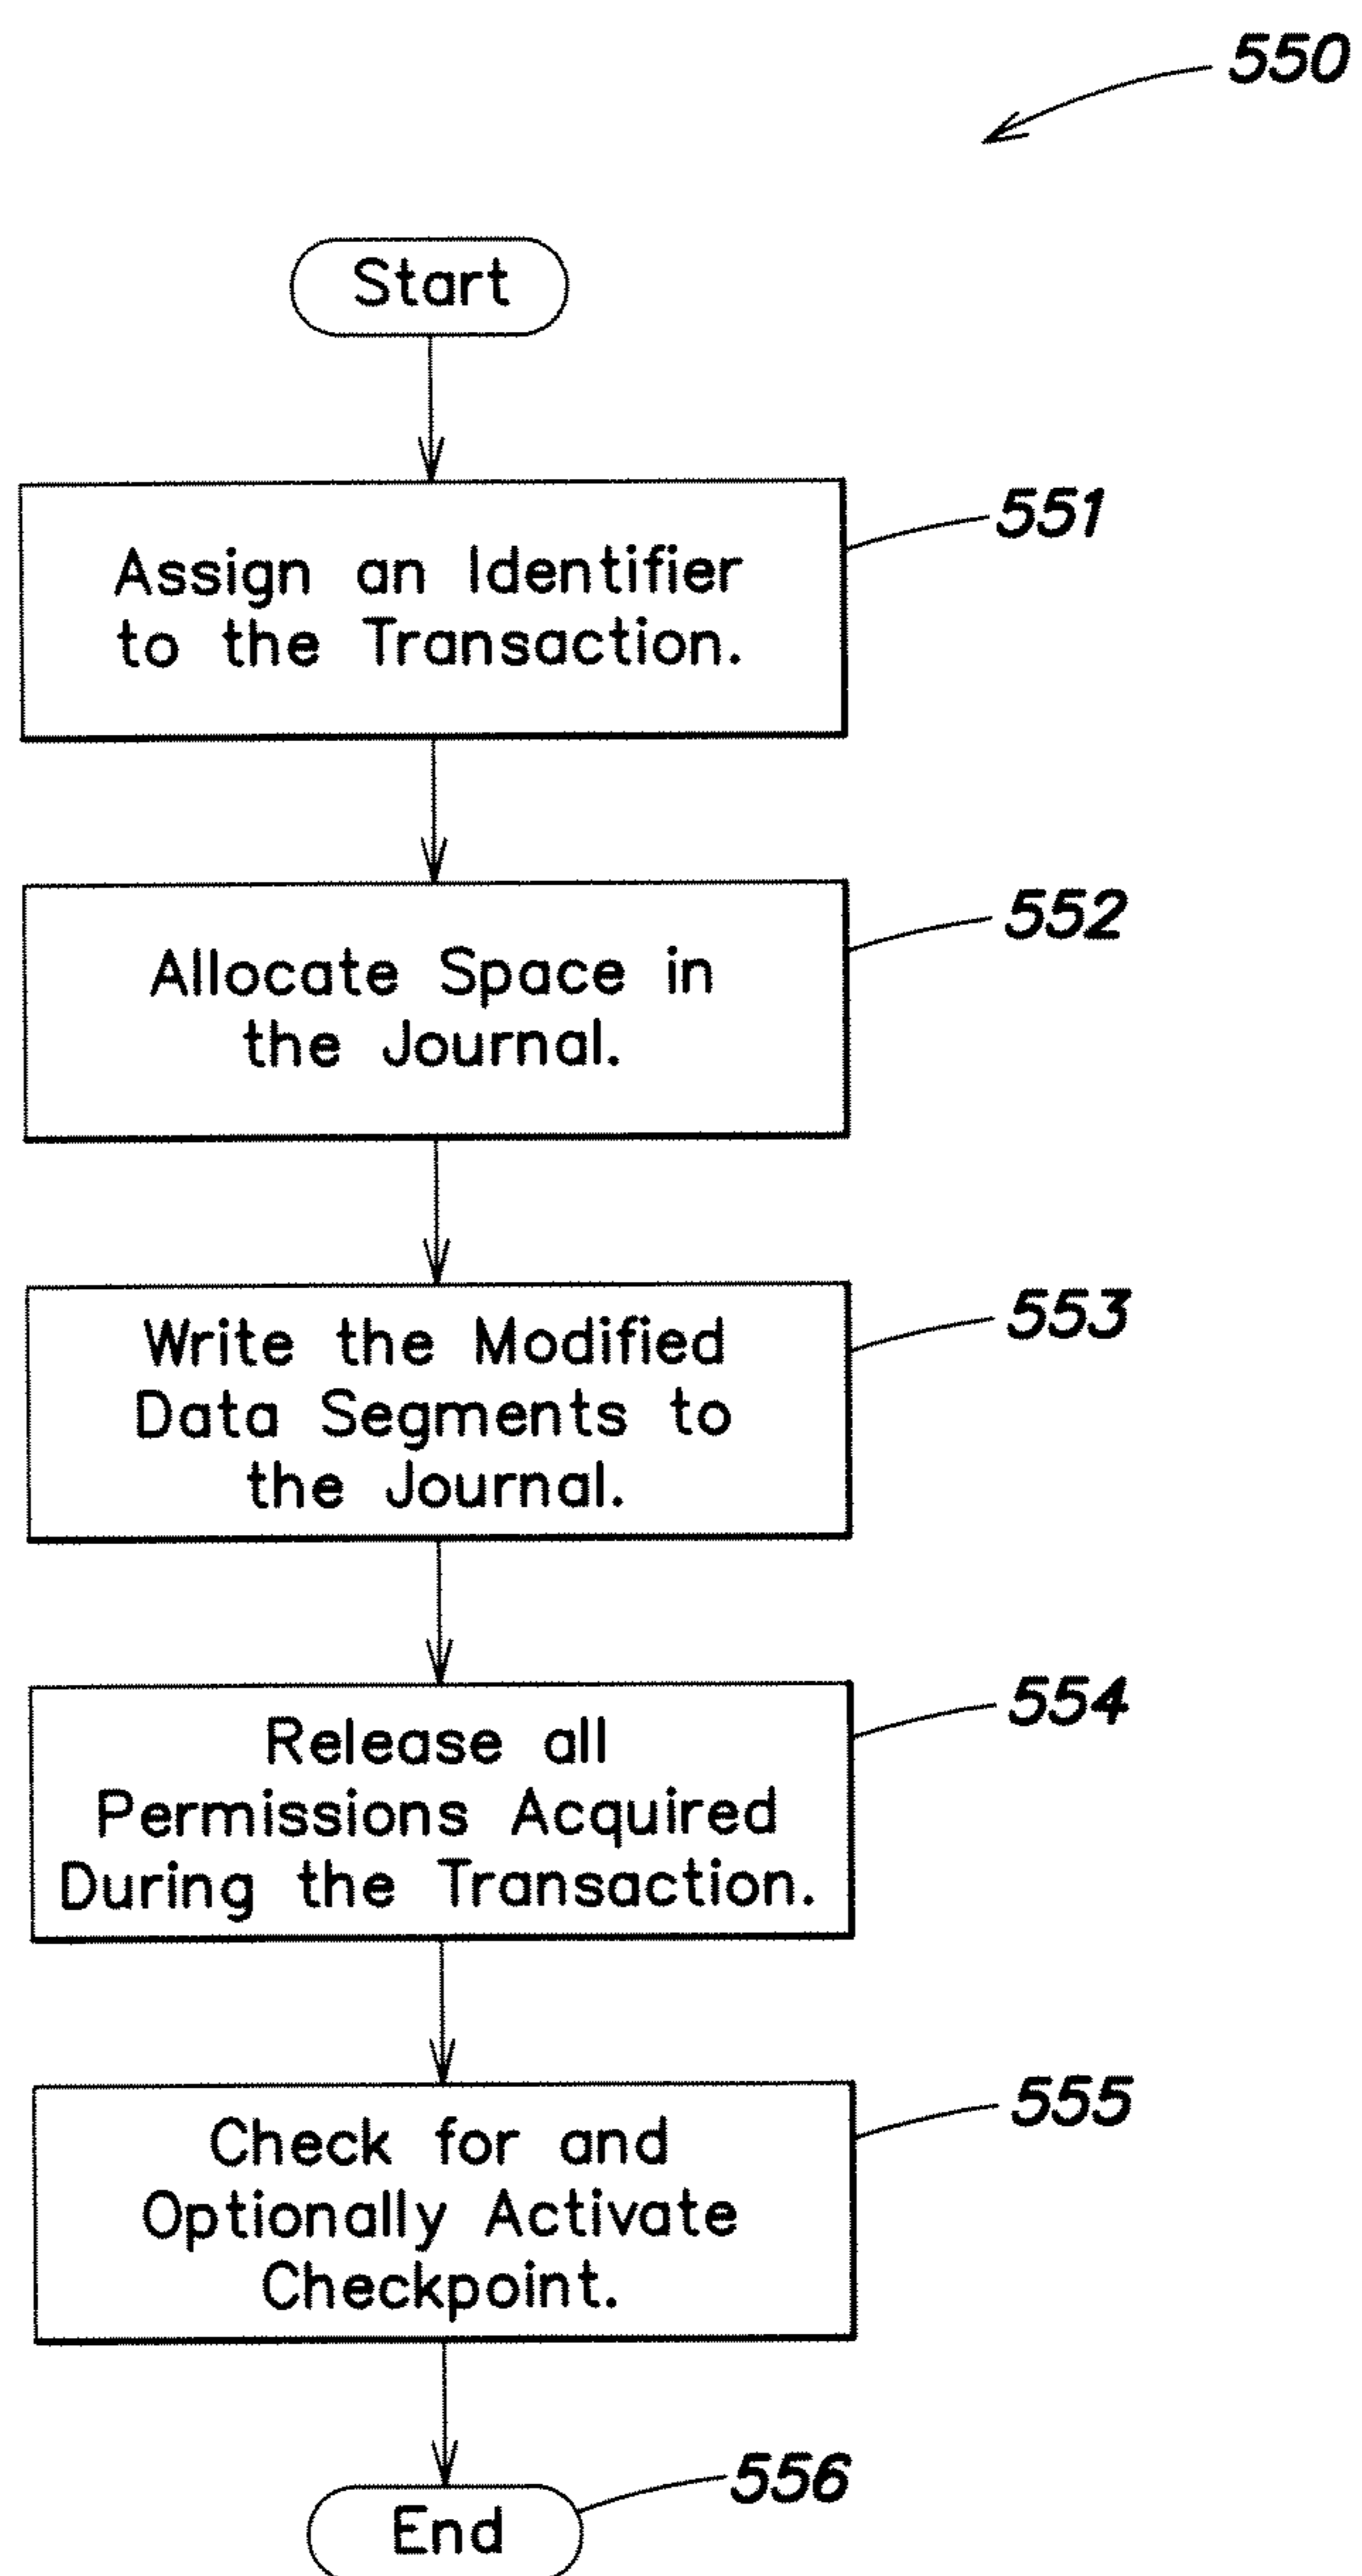 550
Start
551
Assign an Identifier
to the Transaction.
552
Allocate Space in
the Journal.
553
Write the Modified
Data Segments to
the Journal.
554
Release all
Permissions Acquired
During the Transaction.
555
Check for and
Optionally Activate
Checkpoint.
556
End